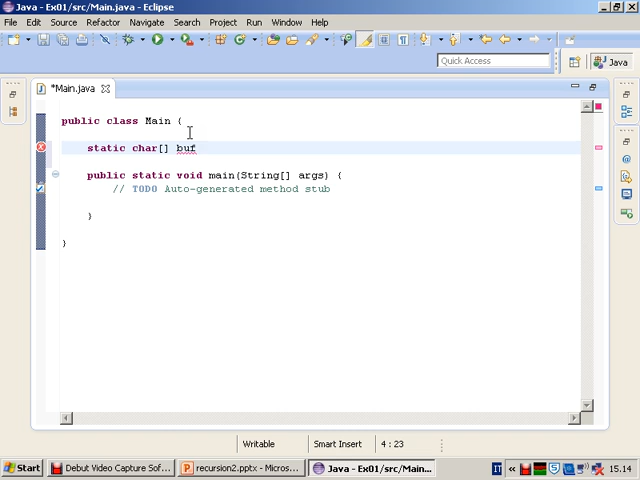 Java - Ex01/src/Main.java - Eclipse
File Edit Source Refactor Navigate Search Project Run Window Help
Quick Access
Java
*Main.java
public class Main {
static char[] buf
public static void main(String[] args) {
// TODO Auto-generated method stub
}
}
Writable Smart Insert 4 : 23
Start Debut Video Capture Sof... recursion2.pptx - Micros... Java - Ex01/src/Main... IT 15.14